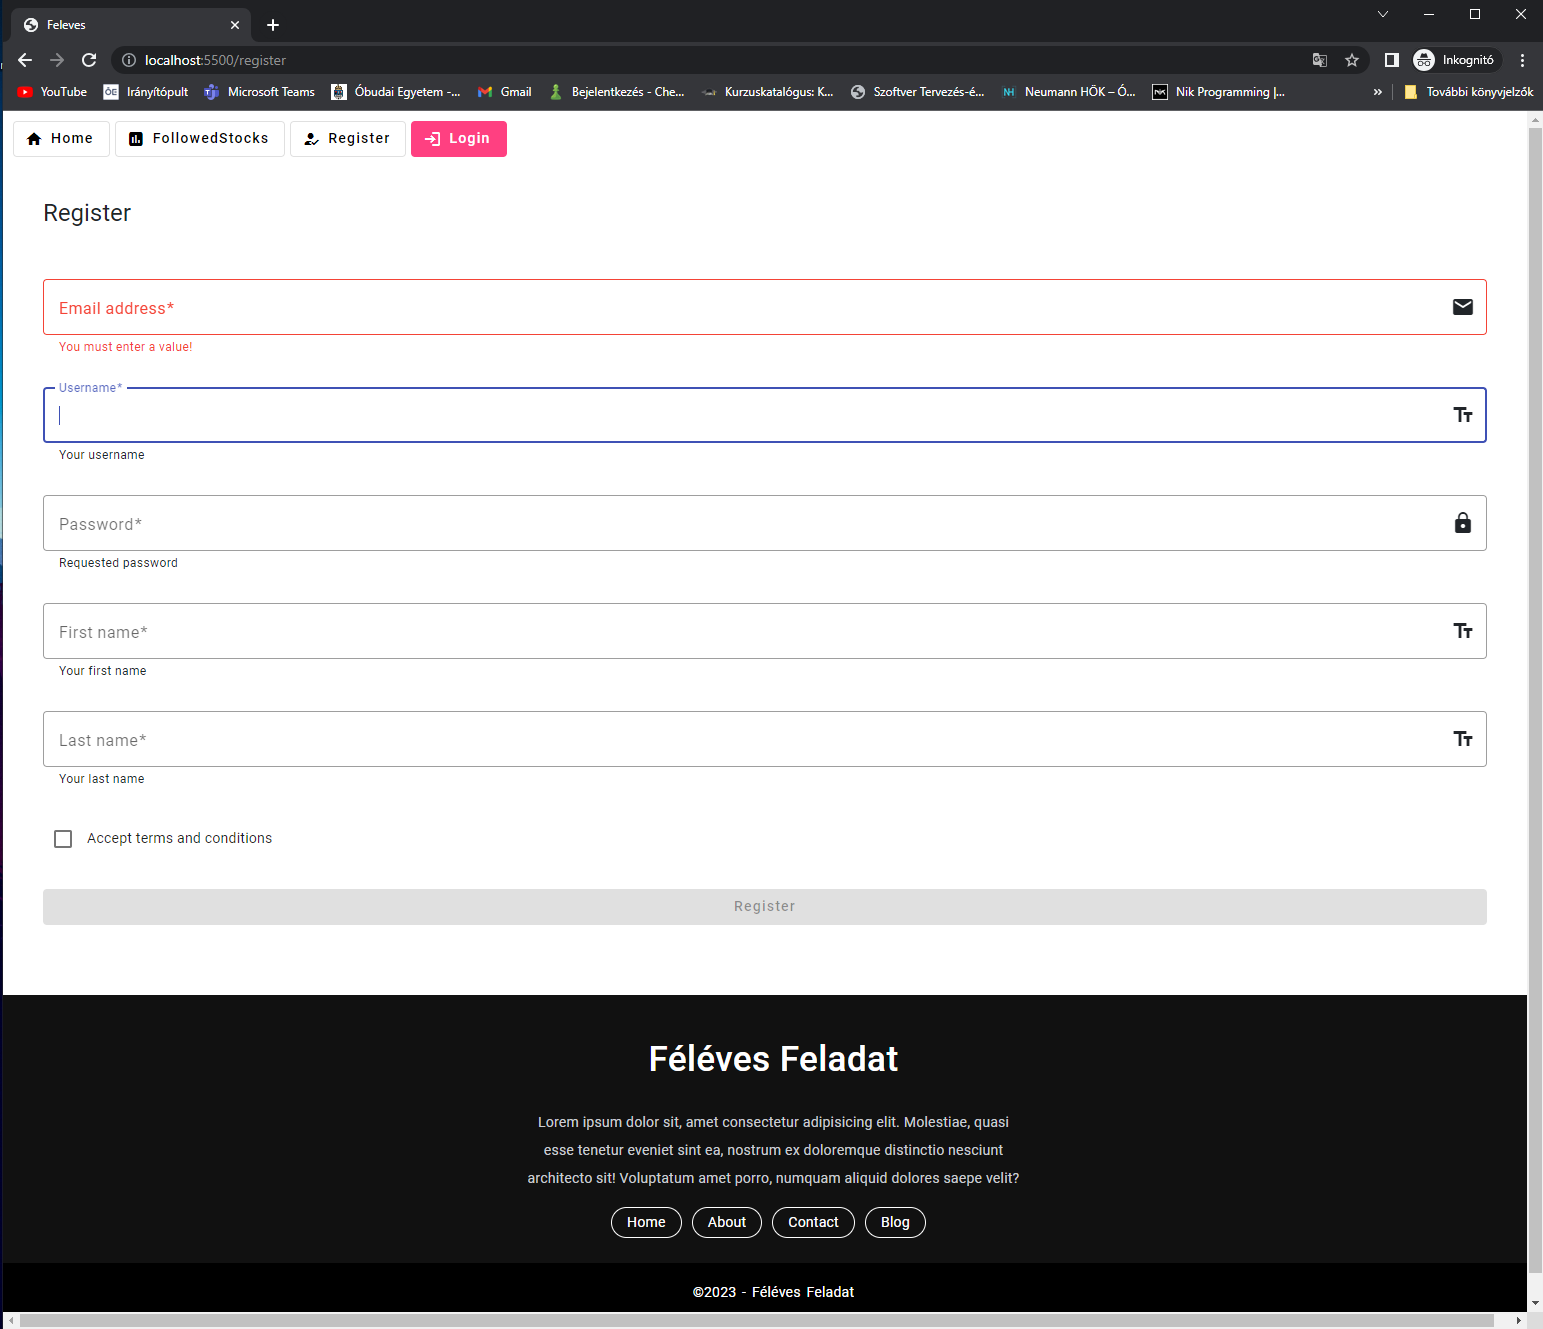 Feleves
localhost:5500/register
Inkognitó
YouTube
Irányítópult
Microsoft Teams
Óbudai Egyetem -...
Gmail
Bejelentkezés - Che...
Kurzuskatalógus: K...
Szoftver Tervezés-é...
Neumann HÖK – Ó...
Nik Programming |...
»
További könyvjelzők
Home
FollowedStocks
Register
Login
Register
Email address*
You must enter a value!
Username*
Your username
Password*
Requested password
First name*
Your first name
Last name*
Your last name
Accept terms and conditions
Register
Féléves Feladat
Lorem ipsum dolor sit, amet consectetur adipisicing elit. Molestiae, quasi
esse tenetur eveniet sint ea, nostrum ex doloremque distinctio nesciunt
architecto sit! Voluptatum amet porro, numquam aliquid dolores saepe velit?
Home
About
Contact
Blog
©2023 - Féléves Feladat